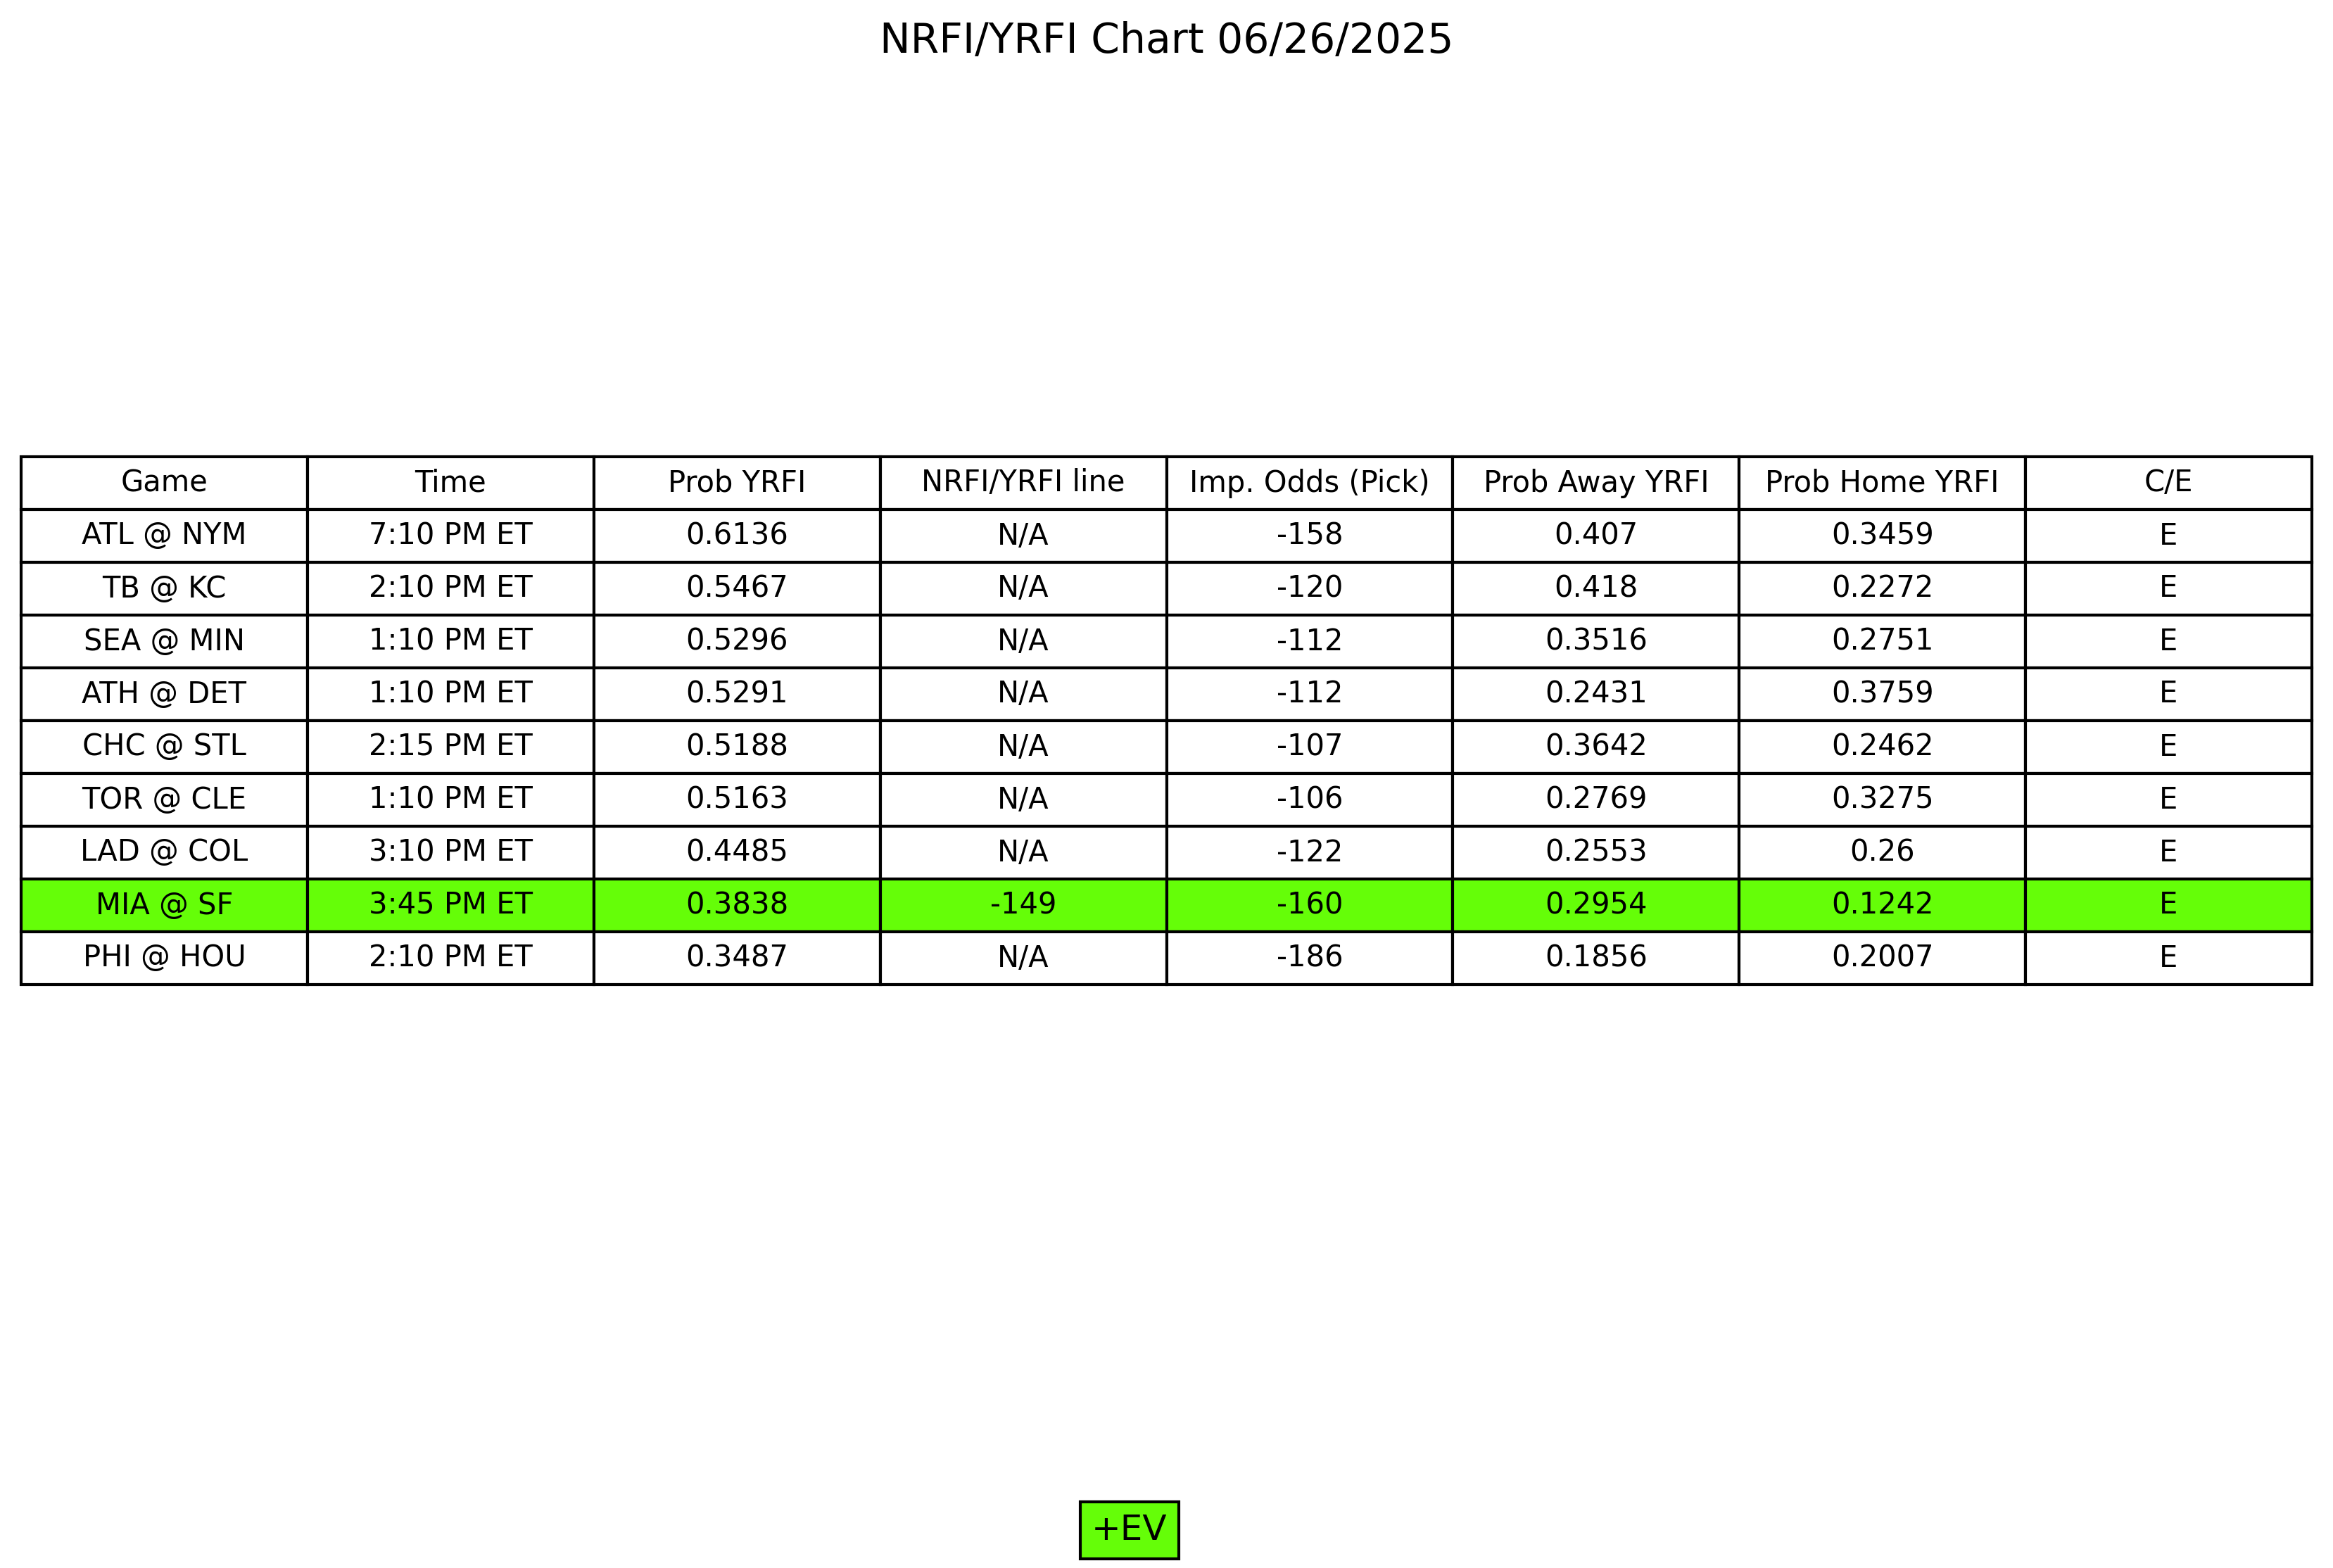 NRFI/YRFI Chart 06/26/2025
Game Time Prob YRFI NRFI/YRFI line Imp. Odds (Pick) Prob Away YRFI Prob Home YRFI C/E
ATL @ NYM 7:10 PM ET 0.6136 N/A -158 0.407 0.3459 E
TB @ KC 2:10 PM ET 0.5467 N/A -120 0.418 0.2272 E
SEA @ MIN 1:10 PM ET 0.5296 N/A -112 0.3516 0.2751 E
ATH @ DET 1:10 PM ET 0.5291 N/A -112 0.2431 0.3759 E
CHC @ STL 2:15 PM ET 0.5188 N/A -107 0.3642 0.2462 E
TOR @ CLE 1:10 PM ET 0.5163 N/A -106 0.2769 0.3275 E
LAD @ COL 3:10 PM ET 0.4485 N/A -122 0.2553 0.26 E
MIA @ SF 3:45 PM ET 0.3838 -149 -160 0.2954 0.1242 E
PHI @ HOU 2:10 PM ET 0.3487 N/A -186 0.1856 0.2007 E
+EV